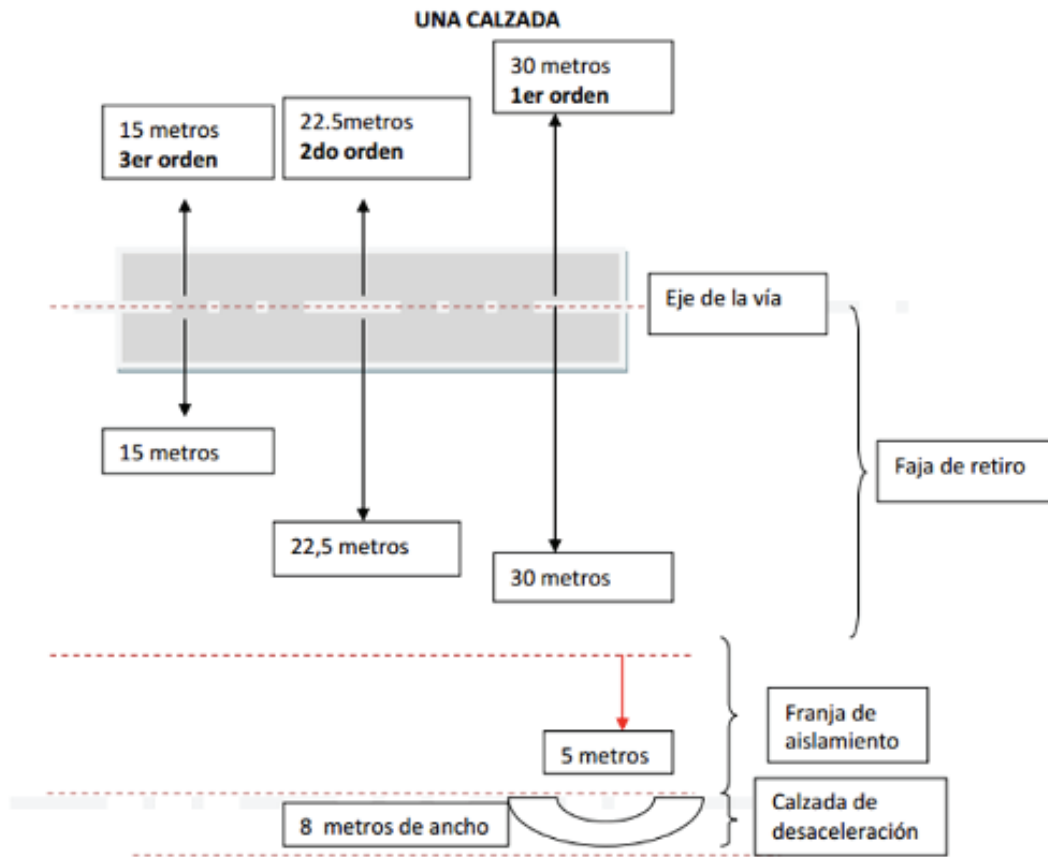 UNA CALZADA
30 metros
1er orden
15 metros
3er orden
22.5metros
2do orden
Eje de la vía
15 metros
Faja de retiro
22,5 metros
30 metros
Franja de
aislamiento
5 metros
Calzada de
desaceleración
8 metros de ancho